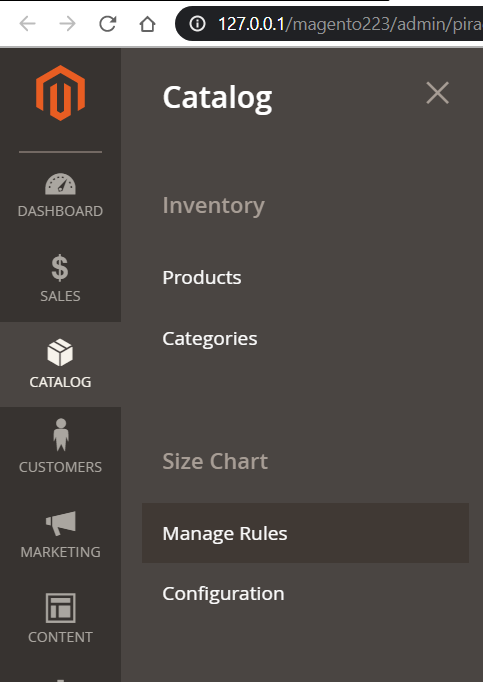 127.0.0.1/magento223/admin/pira
Catalog
Inventory
Products
Categories
Size Chart
Manage Rules
Configuration
DASHBOARD
$
SALES
CATALOG
CUSTOMERS
MARKETING
CONTENT